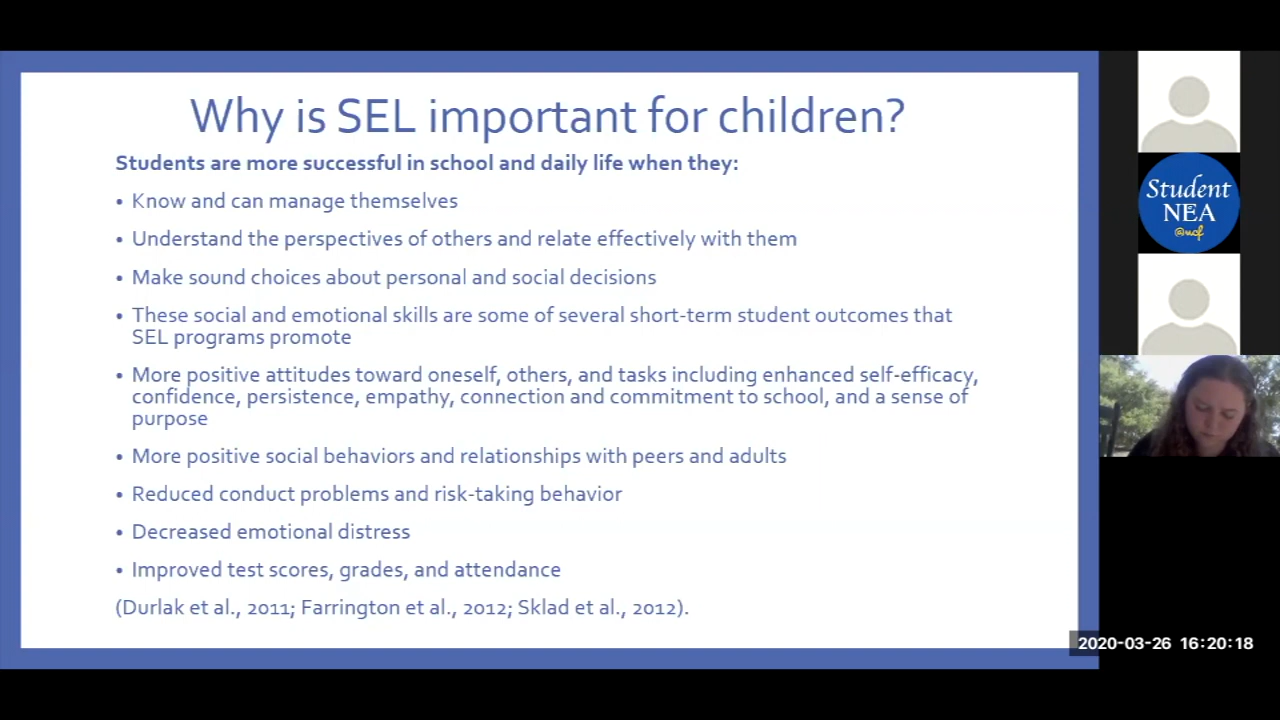 Why is SEL important for children?
Students are more successful in school and daily life when they:
• Know and can manage themselves
• Understand the perspectives of others and relate effectively with them
• Make sound choices about personal and social decisions
• These social and emotional skills are some of several short-term student outcomes that
SEL programs promote
• More positive attitudes toward oneself, others, and tasks including enhanced self-efficacy,
confidence, persistence, empathy, connection and commitment to school, and a sense of
purpose
• More positive social behaviors and relationships with peers and adults
• Reduced conduct problems and risk-taking behavior
• Decreased emotional distress
• Improved test scores, grades, and attendance
(Durlak et al., 2011; Farrington et al., 2012; Sklad et al., 2012).
Student
NEA
@ucf
2020-03-26 16:20:18